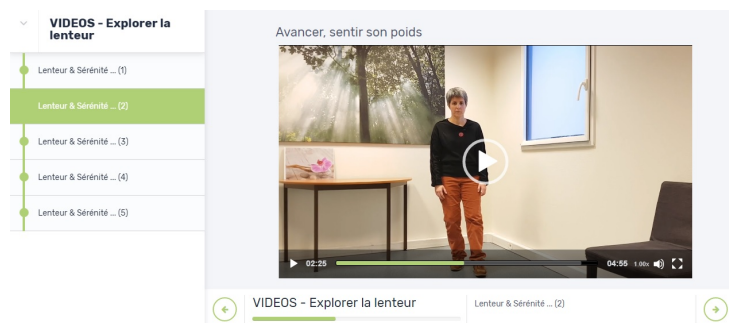 VIDEOS - Explorer la
lenteur
Lenteur & Sérénité ... (1)
Lenteur & Sérénité ... (2)
Lenteur & Sérénité ... (3)
Lenteur & Sérénité ... (4)
Lenteur & Sérénité ... (5)
Avancer, sentir son poids
02:25
04:55
1.00x
VIDEOS - Explorer la lenteur
Lenteur & Sérénité ... (2)